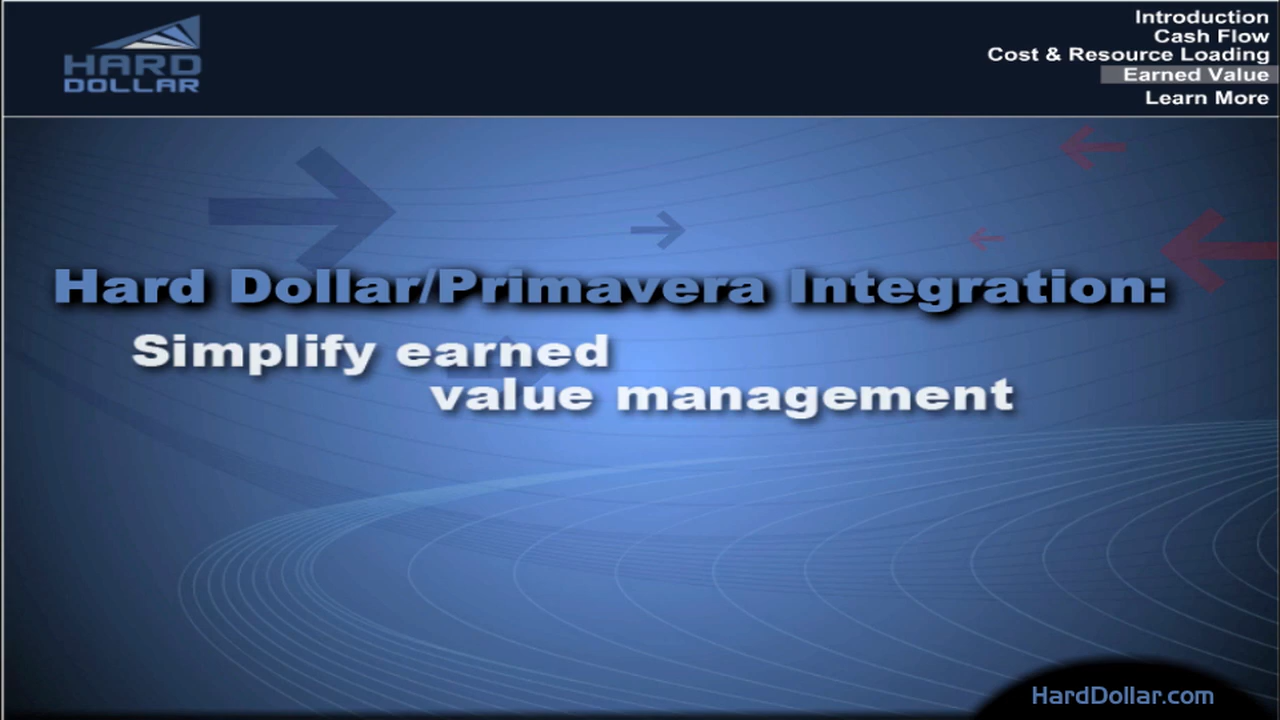 HARD
DOLLAR
Introduction
Cash Flow
Cost & Resource Loading
Earned Value
Learn More
Hard Dollar/Primavera Integration:
Simplify earned
value management
HardDollar.com